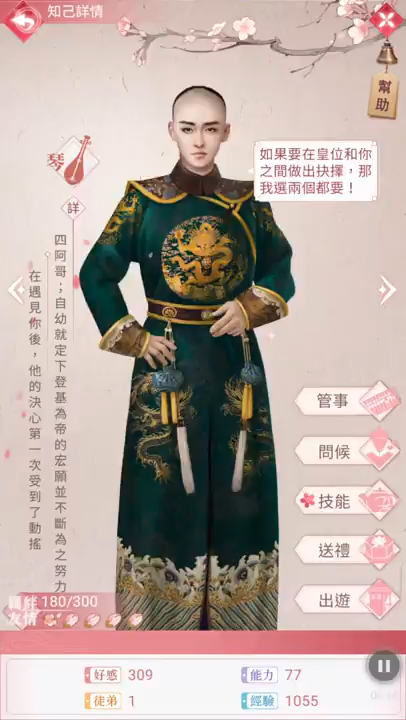 知己詳情
幫助
琴
詳
如果要在皇位和你
之間做出抉擇,那
我選兩個都要!
四阿哥;自幼就定下登基為帝的宏願並不斷為之努力
在遇見你後,他的決心第一次受到了動搖
管事
問候
技能
送禮
出遊
羈絆 180/300
友情
好感 309
能力 77
徒弟 1
經驗 1055